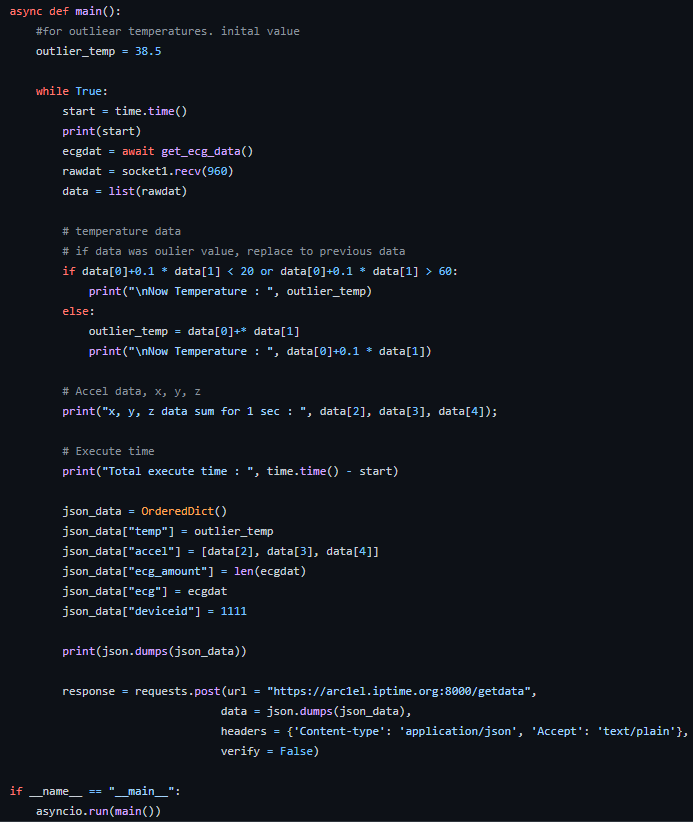 async def main():
    #for outliear temperatures. inital value
    outlier_temp = 38.5

    while True:
        start = time.time()
        print(start)
        ecgdat = await get_ecg_data()
        rawdat = socket1.recv(960)
        data = list(rawdat)

        # temperature data
        # if data was oulier value, replace to previous data
        if data[0]+0.1 * data[1] < 20 or data[0]+0.1 * data[1] > 60:
            print("\nNow Temperature : ", outlier_temp)
        else:
            outlier_temp = data[0]+* data[1]
            print("\nNow Temperature : ", data[0]+0.1 * data[1])

        # Accel data, x, y, z
        print("x, y, z data sum for 1 sec : ", data[2], data[3], data[4]);

        # Execute time
        print("Total execute time : ", time.time() - start)

        json_data = OrderedDict()
        json_data["temp"] = outlier_temp
        json_data["accel"] = [data[2], data[3], data[4]]
        json_data["ecg_amount"] = len(ecgdat)
        json_data["ecg"] = ecgdat
        json_data["deviceid"] = 1111

        print(json.dumps(json_data))

        response = requests.post(url = "https://arc1el.iptime.org:8000/getdata",
                                data = json.dumps(json_data),
                                headers = {'Content-type': 'application/json', 'Accept': 'text/plain'},
                                verify = False)

if __name__ == "__main__":
    asyncio.run(main())